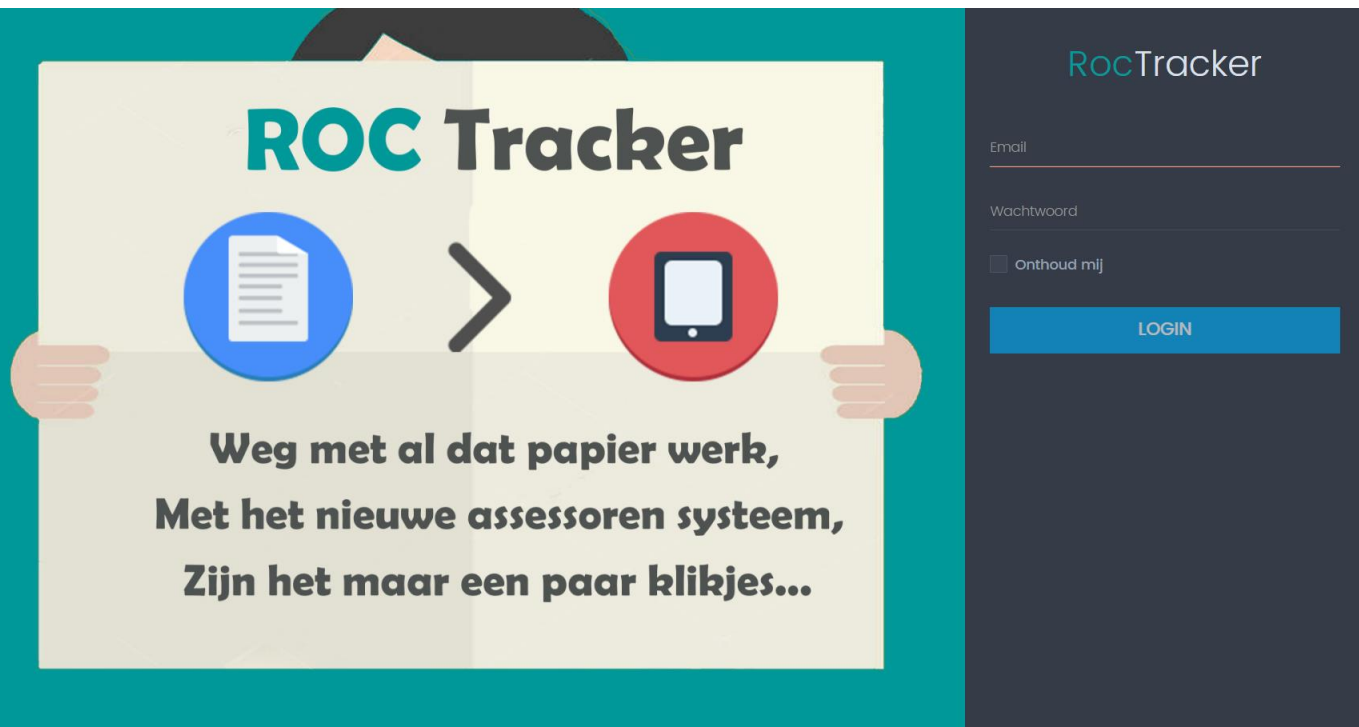 ROC Tracker
Weg met al dat papier werk,
Met het nieuwe assessoren systeem,
Zijn het maar een paar klikjes...
RocTracker
Email
Wachtwoord
Onthoud mij
LOGIN